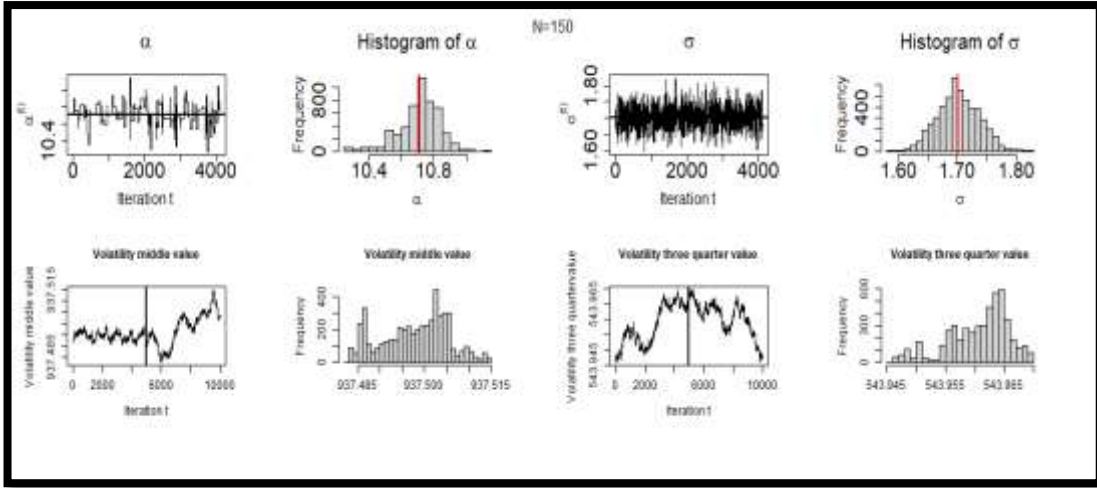 N=150
α
Histogram of α
σ
Histogram of σ
α(t)
10.4
0 2000 4000
Iteration t
Frequency
0 800
10.4 10.8
α
σ(t)
1.60 1.80
0 2000 4000
Iteration t
Frequency
0 400
1.60 1.70 1.80
σ
Volatility middle value
Volatility middle value
Volatility three quarter value
Volatility three quarter value
Volatility middle value
937.485 937.515
0 2000 6000 10000
Iteration t
Frequency
0 200 400
937.485 937.500 937.515
Volatility three quartervalue
543.945 543.965
0 2000 6000 10000
Iteration t
Frequency
0 300 600
543.945 543.955 543.965